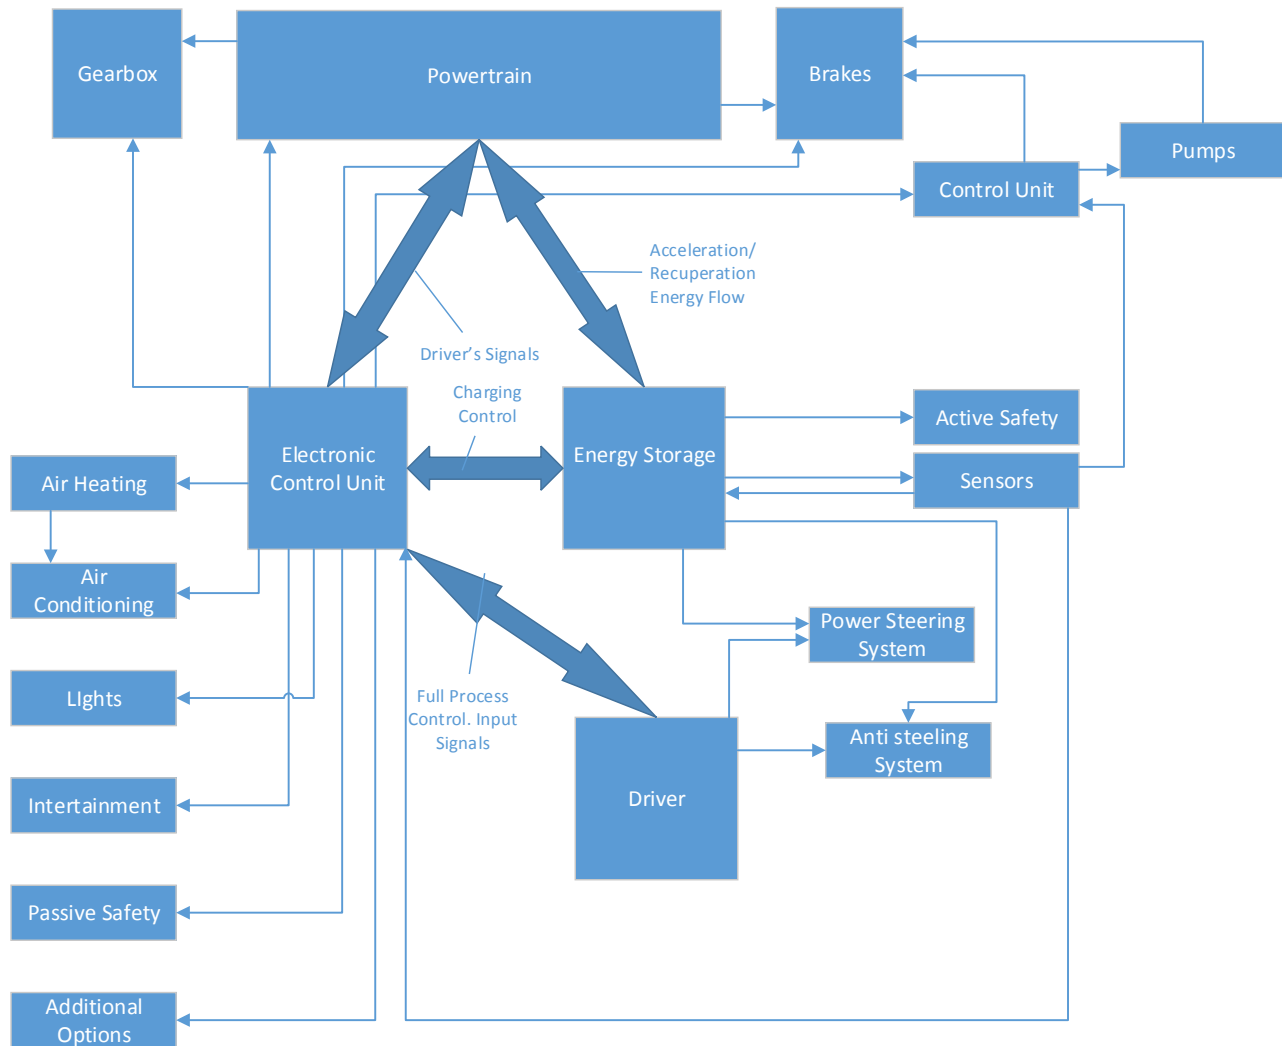 Gearbox
Powertrain
Brakes
Pumps
Control Unit
Acceleration/
Recuperation
Energy Flow
Driver's Signals
Charging
Control
Electronic
Control Unit
Energy Storage
Active Safety
Sensors
Air Heating
Air
Conditioning
Power Steering
System
LIghts
Full Process
Control. Input
Signals
Anti steeling
System
Driver
Intertainment
Passive Safety
Additional
Options